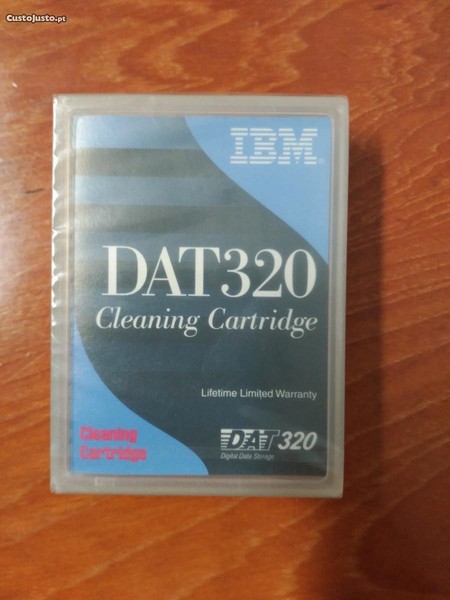 CustoJusto.pt
IBM
DAT320
Cleaning Cartridge
Lifetime Limited Warranty
Cleaning
Cartridge
DAT 320
Digital Data Storage